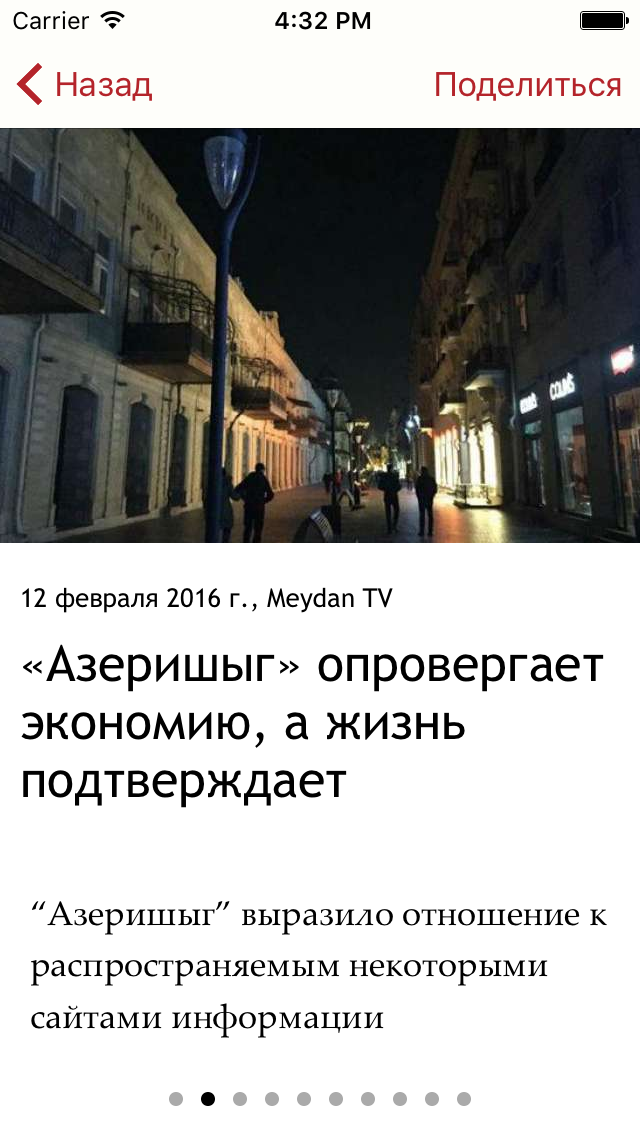 Carrier 4:32 PM
Назад Поделиться
12 февраля 2016 г., Meydan TV
«Азеришыг» опровергает
экономию, а жизнь
подтверждает
“Азеришыг” выразило отношение к
распространяемым некоторыми
сайтами информации